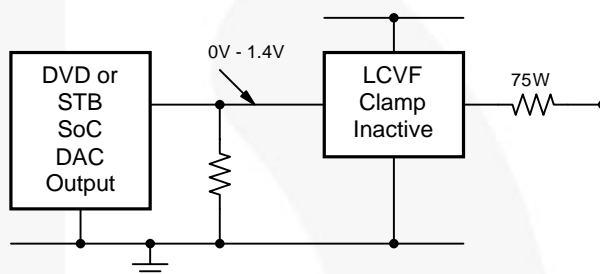 0V - 1.4V
DVD or
STB
SoC
DAC
Output
LCVF
Clamp
Inactive
75W